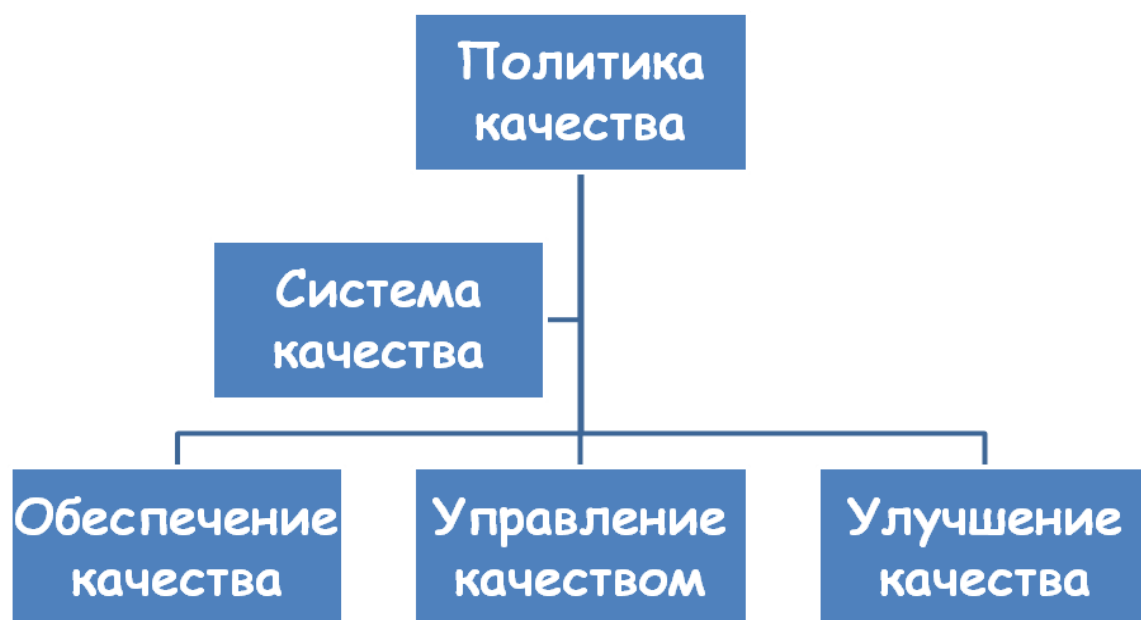 Политика
качества
Система
качества
Обеспечение
качества
Управление
качеством
Улучшение
качества